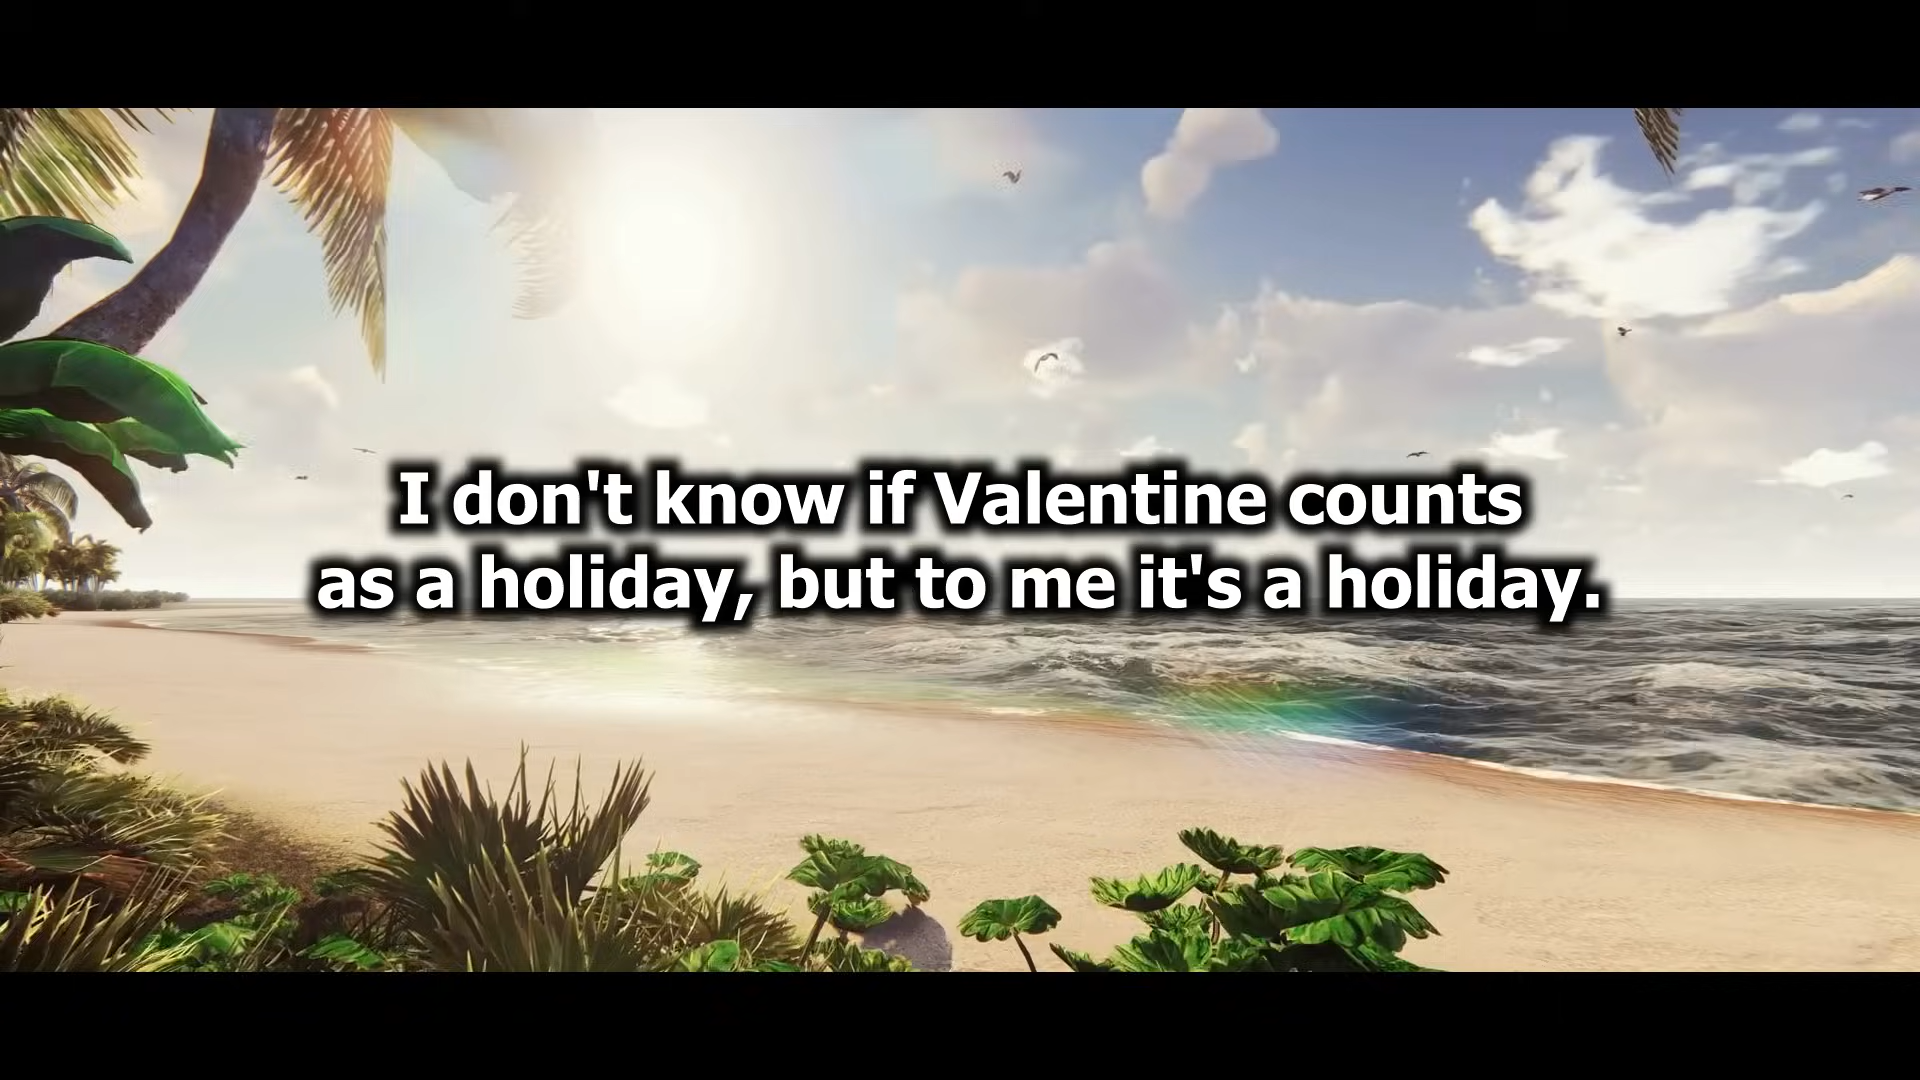 I don't know if Valentine counts
as a holiday, but to me it's a holiday.